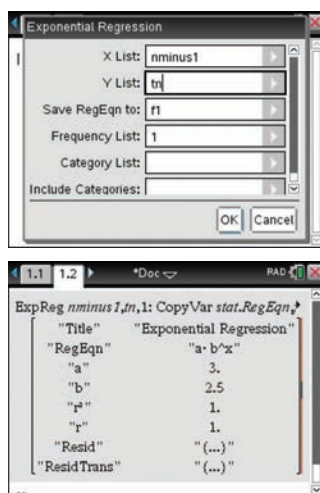 Exponential Regression
X List: nminus1
Y List: tn
Save RegEqn to: f1
Frequency List: 1
Category List:
Include Categories:
OK Cancel
1.1 1.2 *Doc RAD
ExpReg nminus1,tn,1: CopyVar stat.RegEqn,
"Title" "Exponential Regression"
"RegEqn" "a· b^x"
"a" 3.
"b" 2.5
"r²" 1.
"r" 1.
"Resid" "{...}"
"ResidTrans" "{...}"